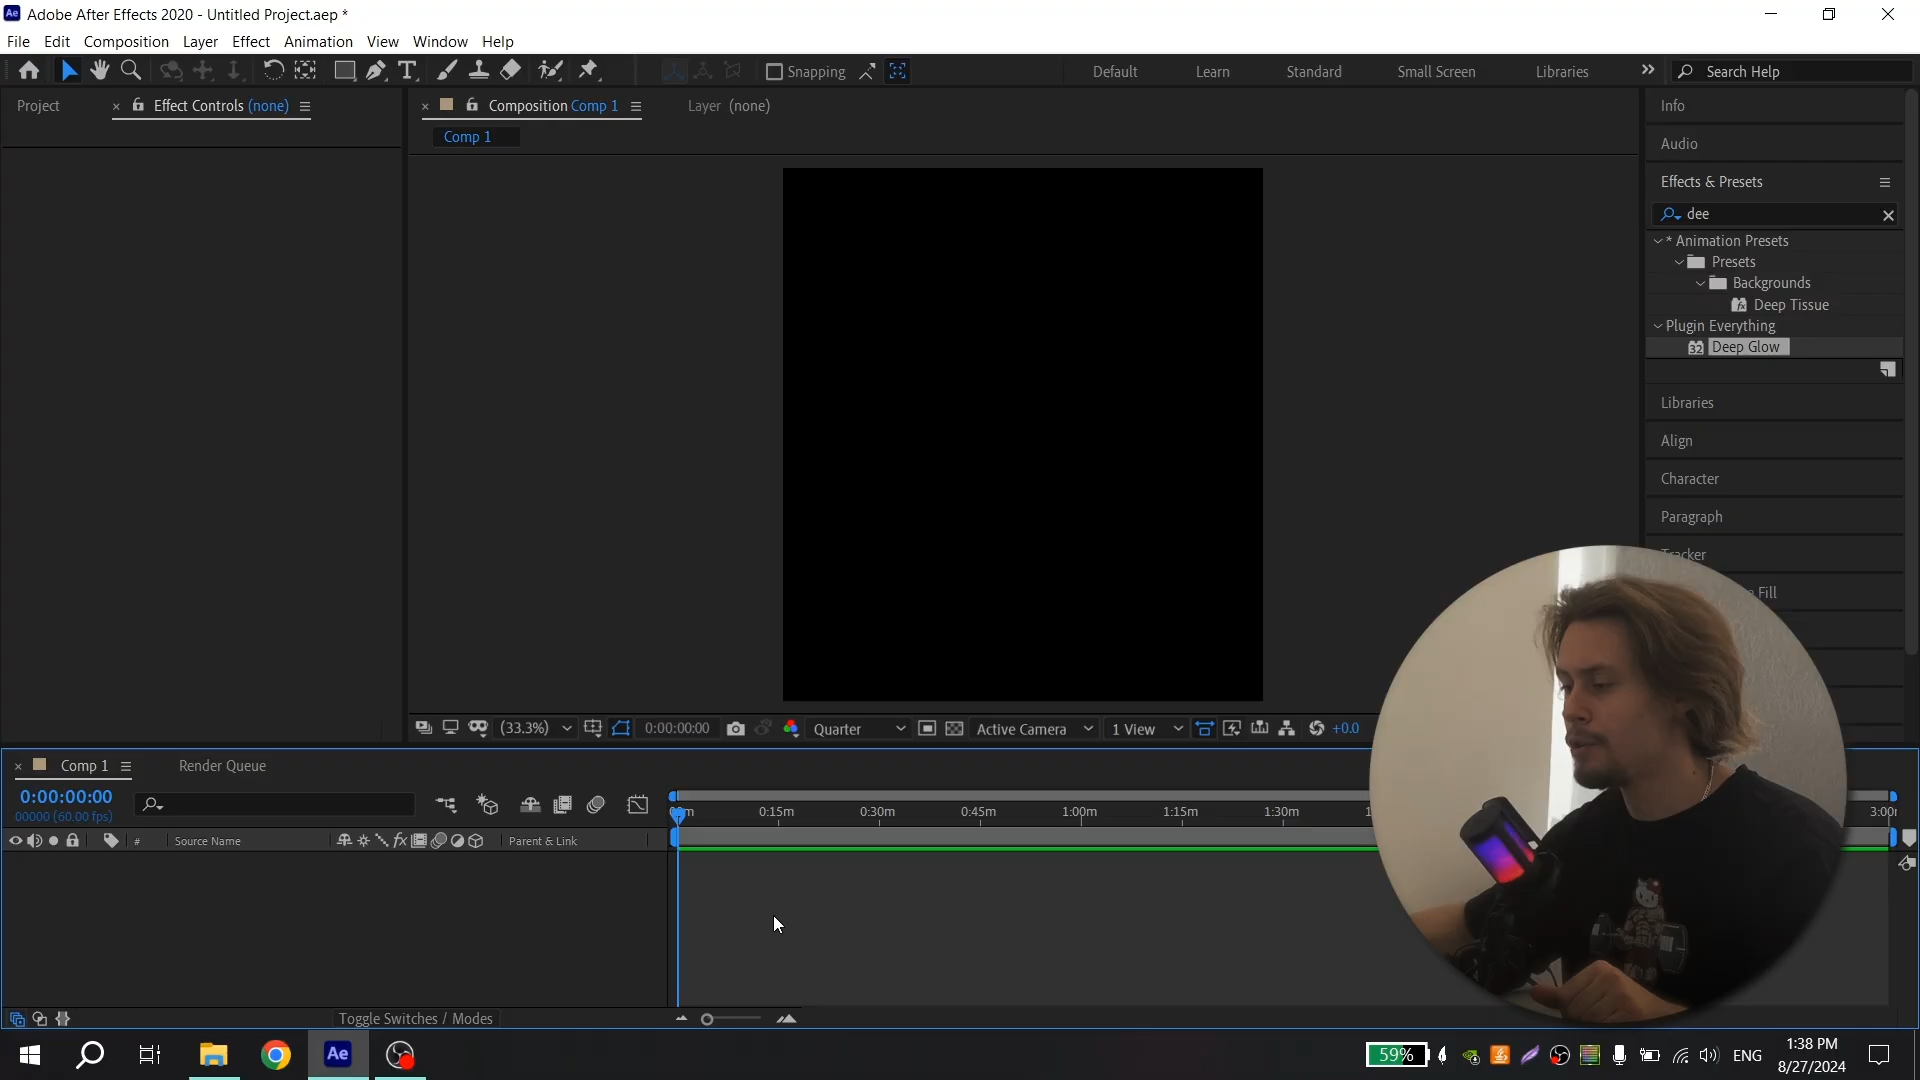 Adobe After Effects 2020 - Untitled Project.aep *
File Edit Composition Layer Effect Animation View Window Help
Snapping Default Learn Standard Small Screen Libraries Search Help
Project Effect Controls (none) Composition Comp 1 Layer (none) Info
Comp 1
Audio
Effects & Presets
dee
* Animation Presets
Presets
Backgrounds
Deep Tissue
Plugin Everything
32 Deep Glow
Libraries
Align
Character
Paragraph
Fill
(33.3%) 0:00:00:00 Quarter Active Camera 1 View +0.0
Comp 1 Render Queue
0:00:00:00
00000 (60.00 fps)
0:15m 0:30m 0:45m 1:00m 1:15m 1:30m
# Source Name fx Parent & Link
Toggle Switches / Modes
Ae 59% ENG
1:38 PM
8/27/2024